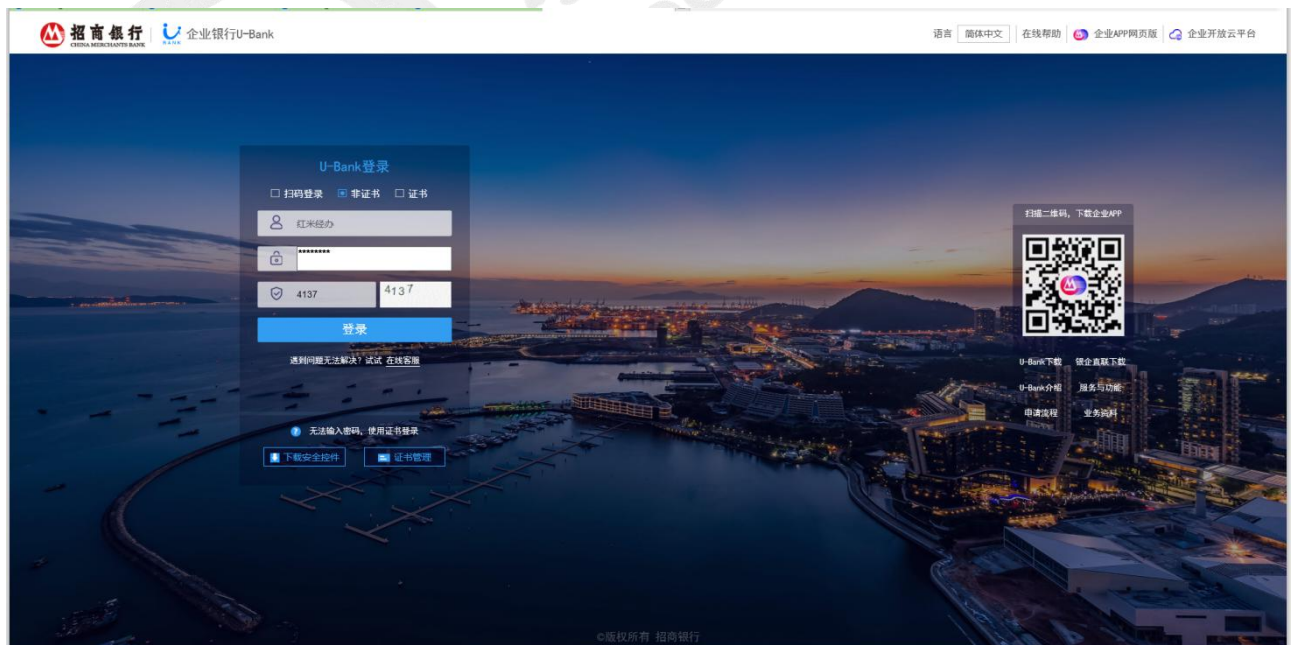 招商银行 企业银行U-Bank 语言 简体中文 在线帮助 企业APP网页版 企业开放云平台
CHINA MERCHANTS BANK BANK
U-Bank登录
扫码登录 非证书 证书
红米经办
********
4137 4137
登录
遇到问题无法解决？试试 在线客服
无法输入密码，使用证书登录
下载安全控件 证书管理
扫描二维码，下载企业APP
U-Bank下载 银企直联下载
U-Bank介绍 服务与功能
申请流程 业务资料
©版权所有 招商银行